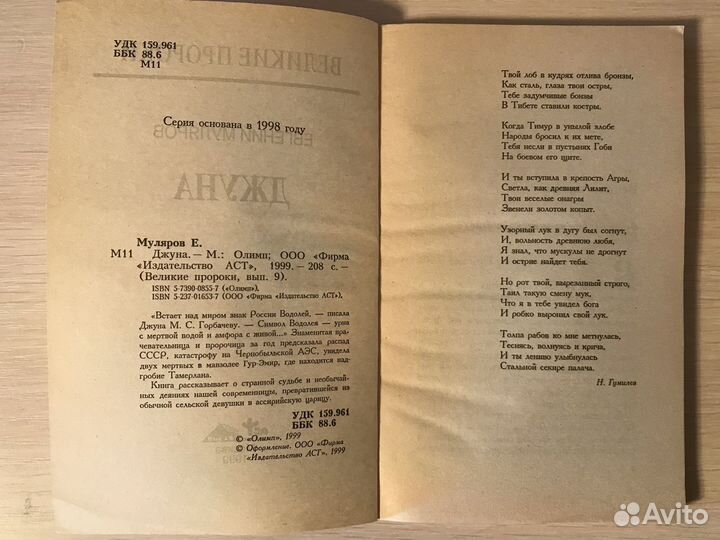 УДК 159.961
ББК 88.6
М11
ВЕЛИКИЕ ПРОРО
Серия основана в 1998 году
ЕВГЕНИЙ МУЛЯРОВ
ДЖУНА
Муляров Е.
М11 Джуна. — М.: Олимп; ООО «Фирма
«Издательство АСТ», 1999. — 208 с. —
(Великие пророки, вып. 9).
ISBN 5-7390-0855-7 («Олимп»).
ISBN 5-237-01653-7 (ООО «Фирма «Издательство АСТ»).
«Встает над миром знак России Водолей, — писала
Джуна М. С. Горбачеву. — Символ Водолея — урна
с мертвой водой и амфора с живой...» Знаменитая вра-
чевательница и пророчица за год предсказала распад
СССР, катастрофу на Чернобыльской АЭС, увидела
двух мертвых в мавзолее Гур-Эмир, где находится над-
гробие Тамерлана.
Книга рассказывает о странной судьбе и необычай-
ных деяниях нашей современницы, превратившейся из
обычной сельской девушки в ассирийскую царицу.
УДК 159.961
ББК 88.6
© «Олимп», 1999
© Оформление. ООО «Фирма
«Издательство АСТ», 1999
Твой лоб в кудрях отлива бронзы,
Как сталь, глаза твои остры,
Тебе задумчивые бонзы
В Тибете ставили костры.
Когда Тимур в унылой злобе
Народы бросил к их мете,
Тебя несли в пустынях Гоби
На боевом его щите.
И ты вступила в крепость Агры,
Светла, как древняя Лилит,
Твои веселые онагры
Звенели золотом копыт.
Узорный лук в дугу был согнут,
И, вольность древнюю любя,
Я знал, что мускулы не дрогнут
И острие найдет тебя.
Но рот твой, вырезанный строго,
Таил такую смену мук,
Что я в тебе увидел бога
И робко выронил свой лук.
Толпа рабов ко мне метнулась,
Теснясь, волнуясь и крича,
И ты лениво улыбнулась
Стальной секире палача.
Н. Гумилев
Avito